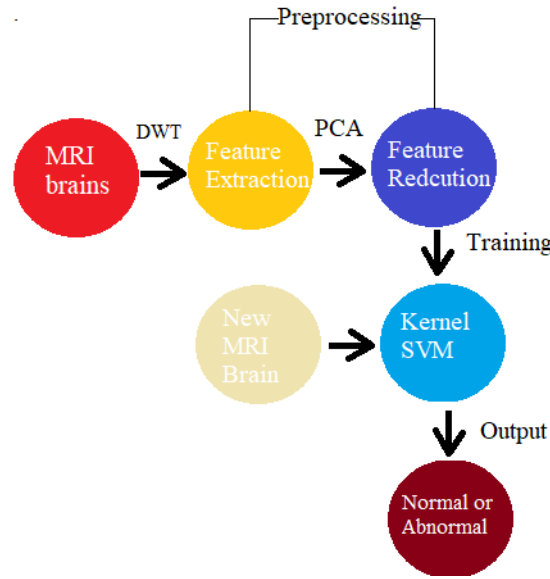 Preprocessing
MRI
brains
DWT
Feature
Extraction
PCA
Feature
Redcution
Training
New
MRI
Brain
Kernel
SVM
Output
Normal or
Abnormal